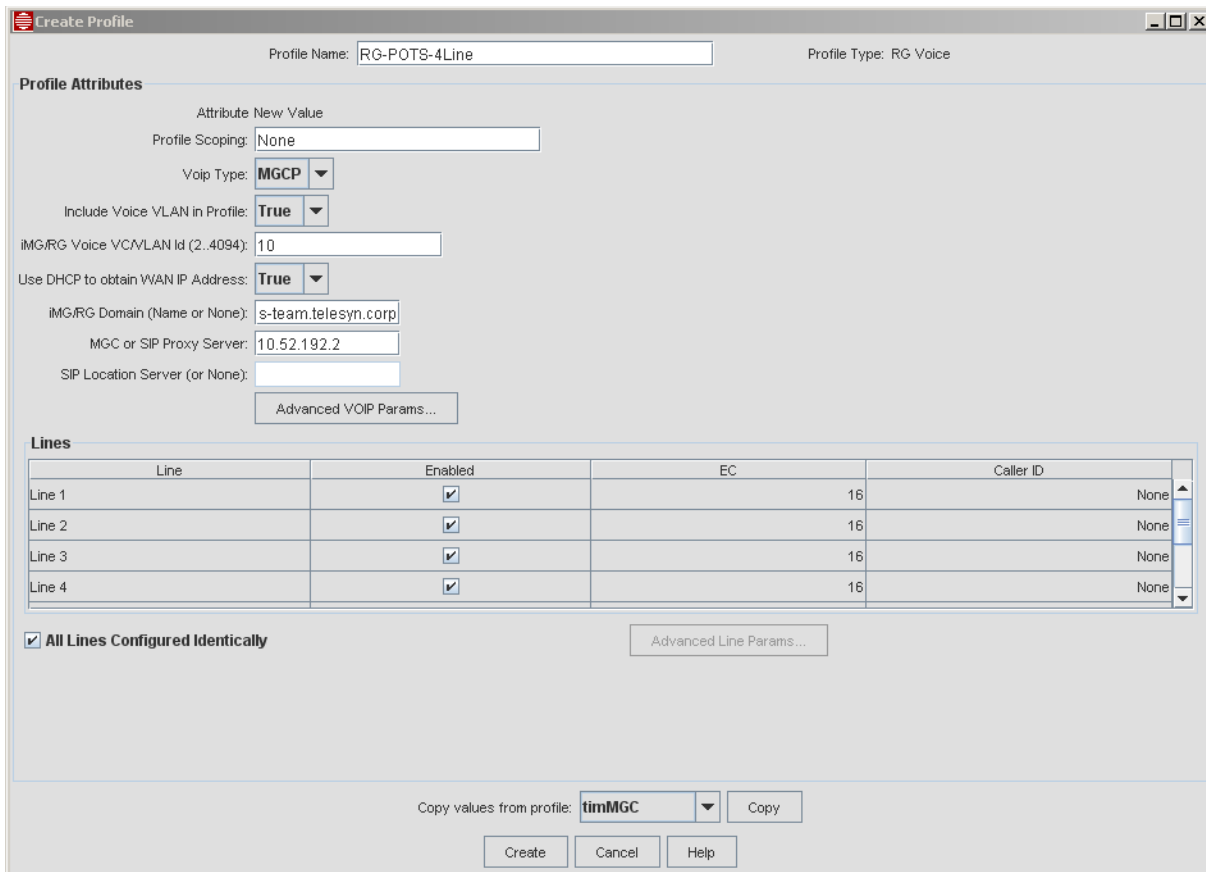 Create Profile
Profile Name: RG-POTS-4Line Profile Type: RG Voice
Profile Attributes
Attribute New Value
Profile Scoping: None
Voip Type: MGCP
Include Voice VLAN in Profile: True
iMG/RG Voice VC/VLAN Id (2..4094): 10
Use DHCP to obtain WAN IP Address: True
iMG/RG Domain (Name or None): s-team.telesyn.corp
MGC or SIP Proxy Server: 10.52.192.2
SIP Location Server (or None):
Advanced VOIP Params...
Lines
Line Enabled EC Caller ID
Line 1 16 None
Line 2 16 None
Line 3 16 None
Line 4 16 None
All Lines Configured Identically Advanced Line Params...
Copy values from profile: timMGC Copy
Create Cancel Help